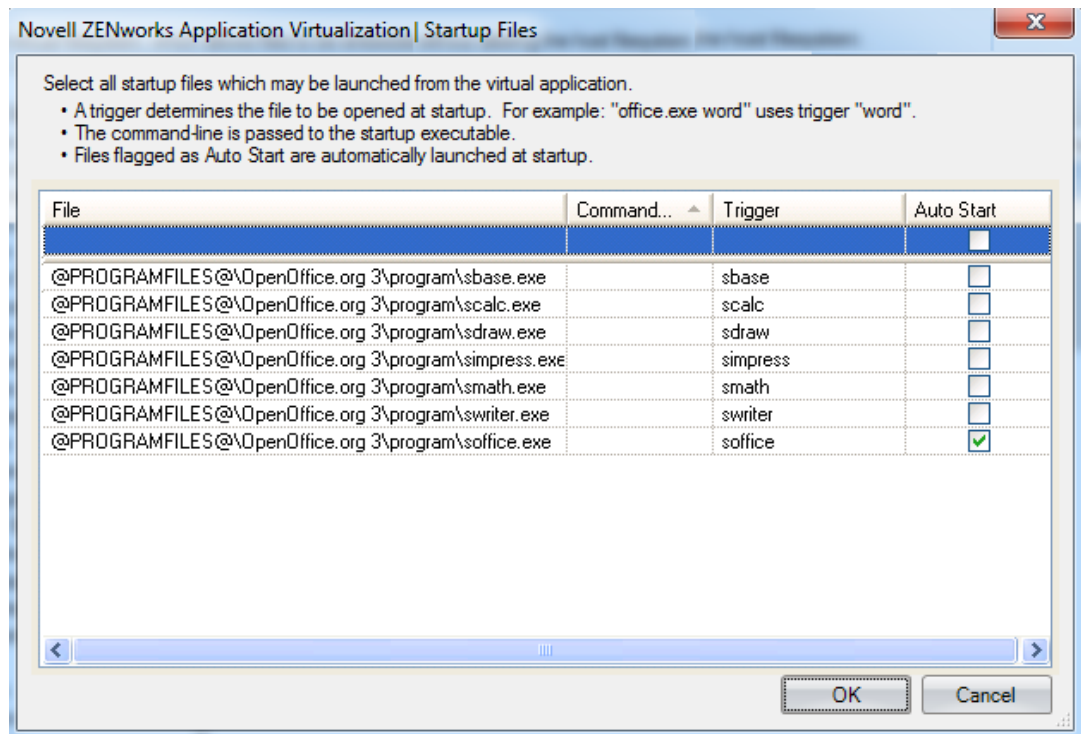 Novell ZENworks Application Virtualization | Startup Files
Select all startup files which may be launched from the virtual application.
• A trigger determines the file to be opened at startup.  For example: "office.exe word" uses trigger "word".
• The command-line is passed to the startup executable.
• Files flagged as Auto Start are automatically launched at startup.
File Command... Trigger Auto Start
@PROGRAMFILES@\OpenOffice.org 3\program\sbase.exe sbase
@PROGRAMFILES@\OpenOffice.org 3\program\scalc.exe scalc
@PROGRAMFILES@\OpenOffice.org 3\program\sdraw.exe sdraw
@PROGRAMFILES@\OpenOffice.org 3\program\simpress.exe simpress
@PROGRAMFILES@\OpenOffice.org 3\program\smath.exe smath
@PROGRAMFILES@\OpenOffice.org 3\program\swriter.exe swriter
@PROGRAMFILES@\OpenOffice.org 3\program\soffice.exe soffice
OK Cancel